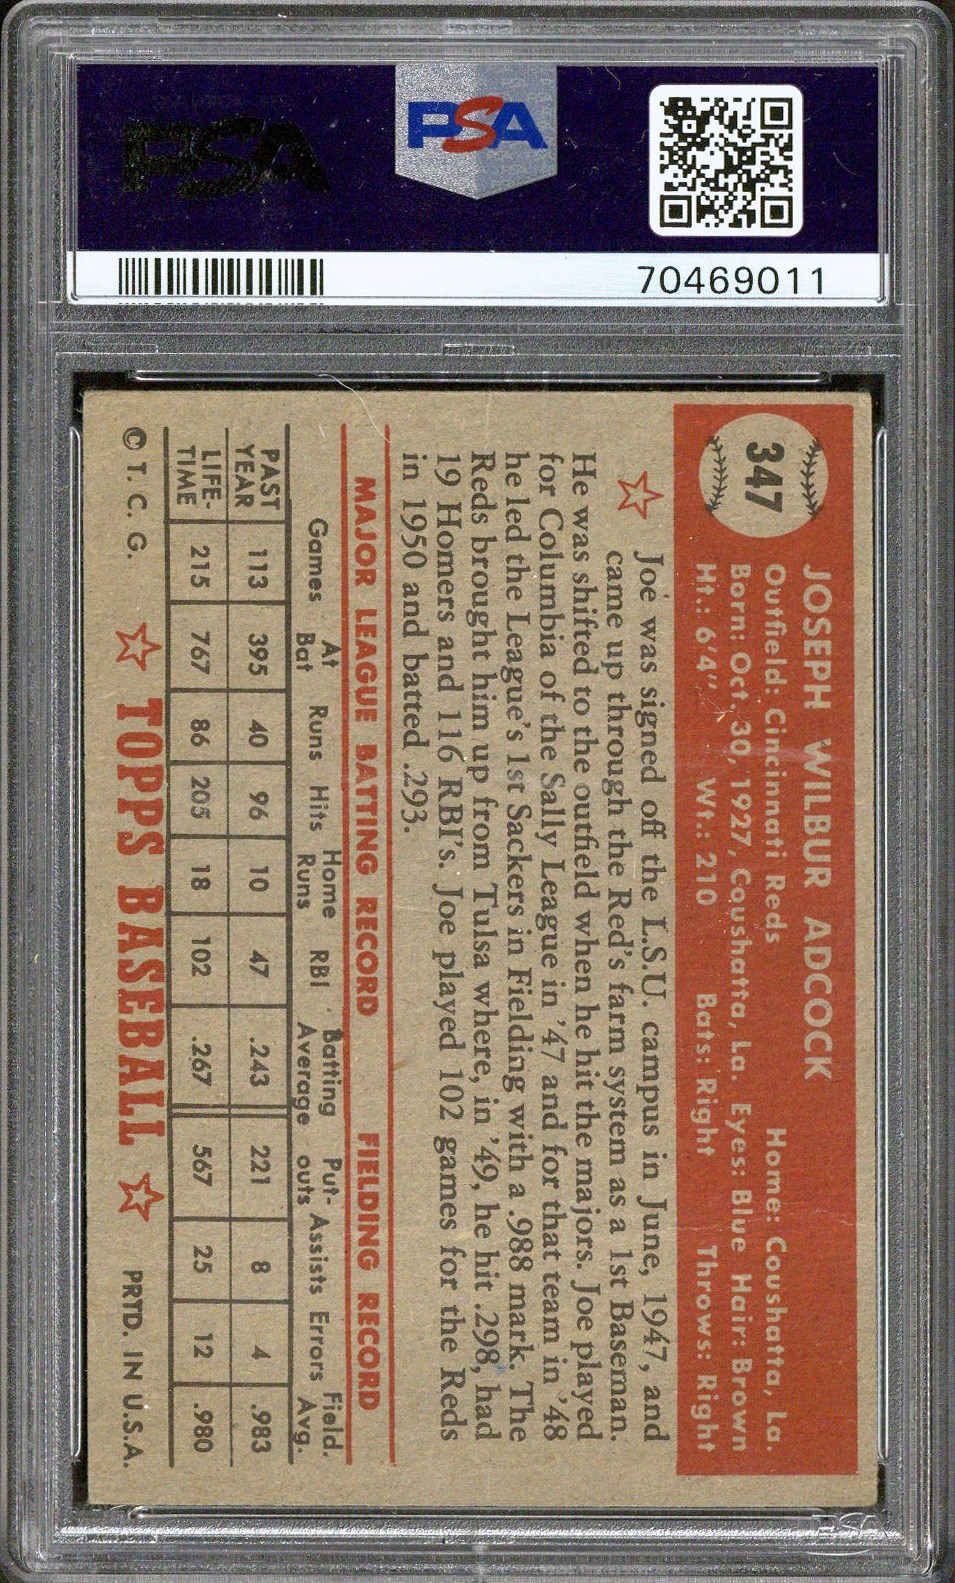 PSA
PSA
70469011
347
JOSEPH WILBUR ADCOCK
Outfield: Cincinnati Reds Home: Coushatta, La.
Born: Oct. 30, 1927, Coushatta, La. Eyes: Blue Hair: Brown
Ht.: 6'4" Wt.: 210 Bats: Right Throws: Right
Joe was signed off the L.S.U. campus in June, 1947, and
came up through the Red's farm system as a 1st Baseman.
He was shifted to the outfield when he hit the majors. Joe played
for Columbia of the Sally League in '47 and for that team in '48
he led the League's 1st Sackers in Fielding with a .988 mark. The
Reds brought him up from Tulsa where, in '49, he hit .298, had
19 Homers and 116 RBI's. Joe played 102 games for the Reds
in 1950 and batted .293.
MAJOR LEAGUE BATTING RECORD FIELDING RECORD
Games At Bat Runs Hits Home Runs RBI Batting Average Put-outs Assists Errors Field. Avg.
PAST YEAR 113 395 40 96 10 47 .243 221 8 4 .983
LIFE-TIME 215 767 86 205 18 102 .267 567 25 12 .980
© T. C. G. TOPPS BASEBALL PRTD. IN U.S.A.
PSA